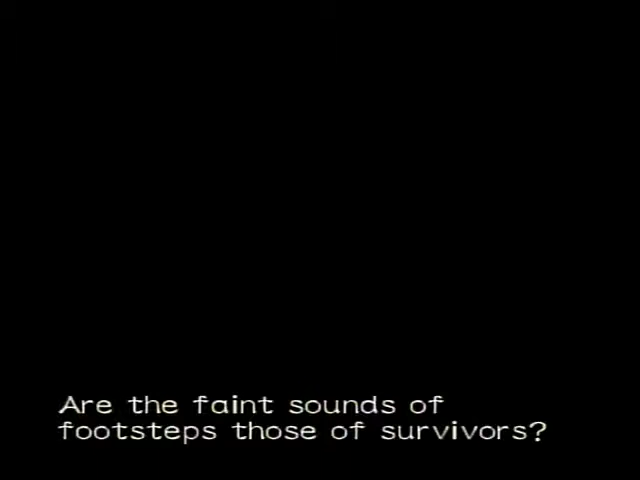 Are the faint sounds of
footsteps those of survivors?